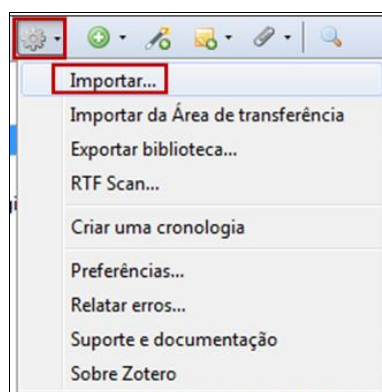 Importar...
Importar da Área de transferência
Exportar biblioteca...
RTF Scan...
Criar uma cronologia
Preferências...
Relatar erros...
Suporte e documentação
Sobre Zotero